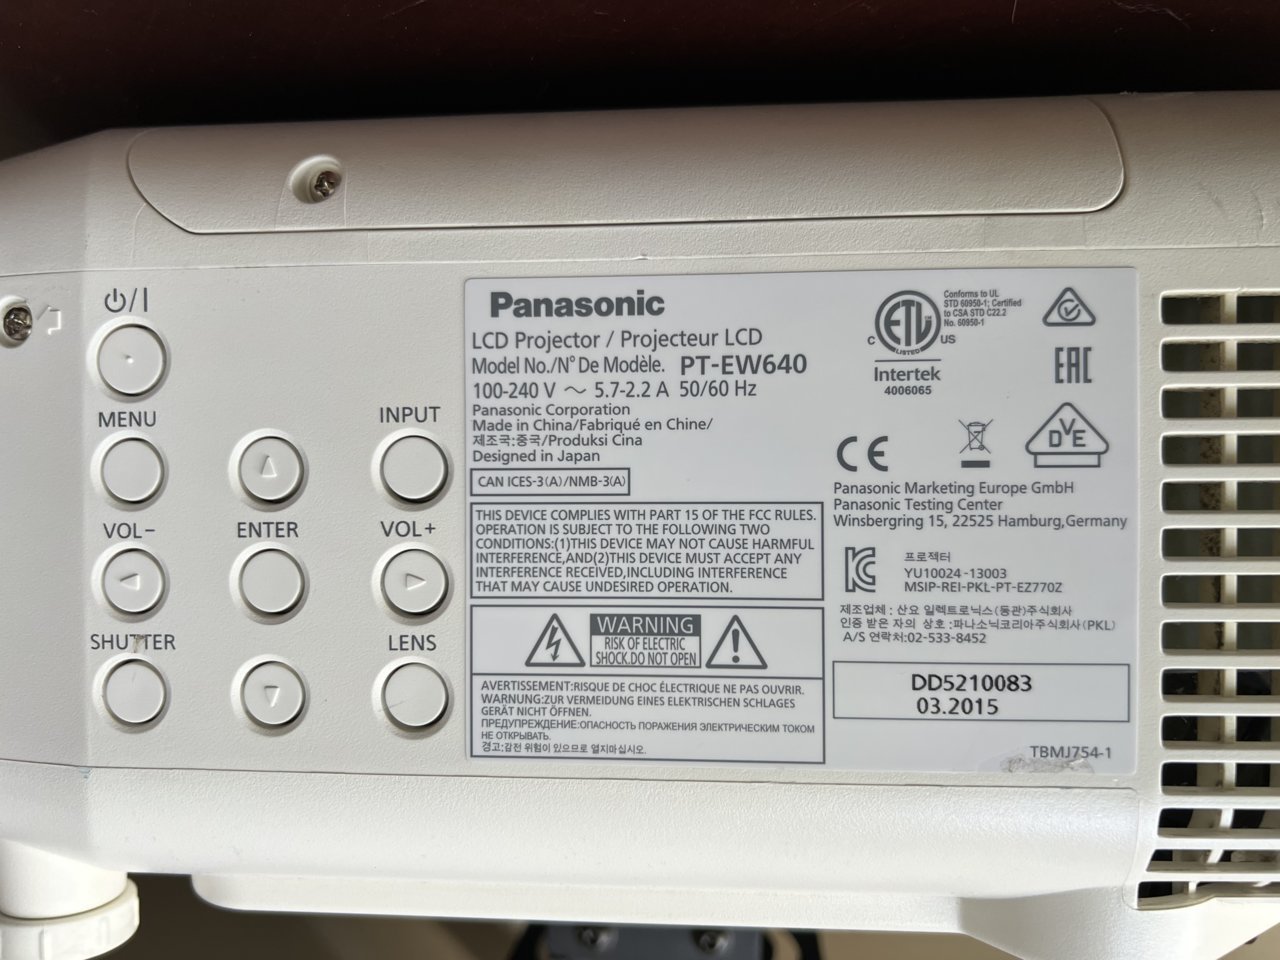 ⏻/|
MENU
INPUT
VOL-
ENTER
VOL+
SHUTTER
LENS
Panasonic
LCD Projector / Projecteur LCD
Model No./N° De Modèle. PT-EW640
100-240 V ～ 5.7-2.2 A 50/60 Hz
Panasonic Corporation
Made in China/Fabriqué en Chine/
제조국:중국/Produksi Cina
Designed in Japan
CAN ICES-3(A)/NMB-3(A)
THIS DEVICE COMPLIES WITH PART 15 OF THE FCC RULES.
OPERATION IS SUBJECT TO THE FOLLOWING TWO
CONDITIONS:(1)THIS DEVICE MAY NOT CAUSE HARMFUL
INTERFERENCE,AND(2)THIS DEVICE MUST ACCEPT ANY
INTERFERENCE RECEIVED,INCLUDING INTERFERENCE
THAT MAY CAUSE UNDESIRED OPERATION.
WARNING
RISK OF ELECTRIC
SHOCK.DO NOT OPEN
AVERTISSEMENT:RISQUE DE CHOC ÉLECTRIQUE NE PAS OUVRIR.
WARNUNG:ZUR VERMEIDUNG EINES ELEKTRISCHEN SCHLAGES
GERÄT NICHT ÖFFNEN.
ПРЕДУПРЕЖДЕНИЕ:ОПАСНОСТЬ ПОРАЖЕНИЯ ЭЛЕКТРИЧЕСКИМ ТОКОМ
НЕ ОТКРЫВАТЬ.
경고:감전 위험이 있으므로 열지마십시오.
ETL
LISTED
C US
Intertek
4006065
Conforms to UL
STD 60950-1; Certified
to CSA STD C22.2
No. 60950-1
EAC
CE
DVE
Panasonic Marketing Europe GmbH
Panasonic Testing Center
Winsbergring 15, 22525 Hamburg,Germany
프로젝터
YU10024-13003
MSIP-REI-PKL-PT-EZ770Z
제조업체 : 산요 일렉트로닉스(동관)주식회사
인증 받은 자의 상호 :파나소닉코리아주식회사(PKL)
A/S 연락처:02-533-8452
DD5210083
03.2015
TBMJ754-1